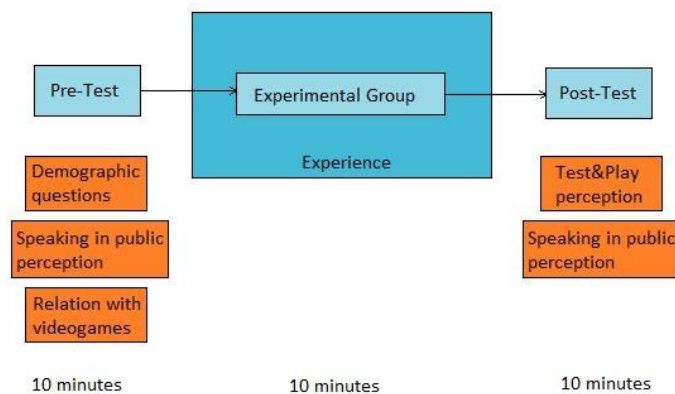 Pre-Test
Experimental Group
Post-Test
Experience
Demographic
questions
Speaking in public
perception
Relation with
videogames
Test&Play
perception
Speaking in public
perception
10 minutes
10 minutes
10 minutes